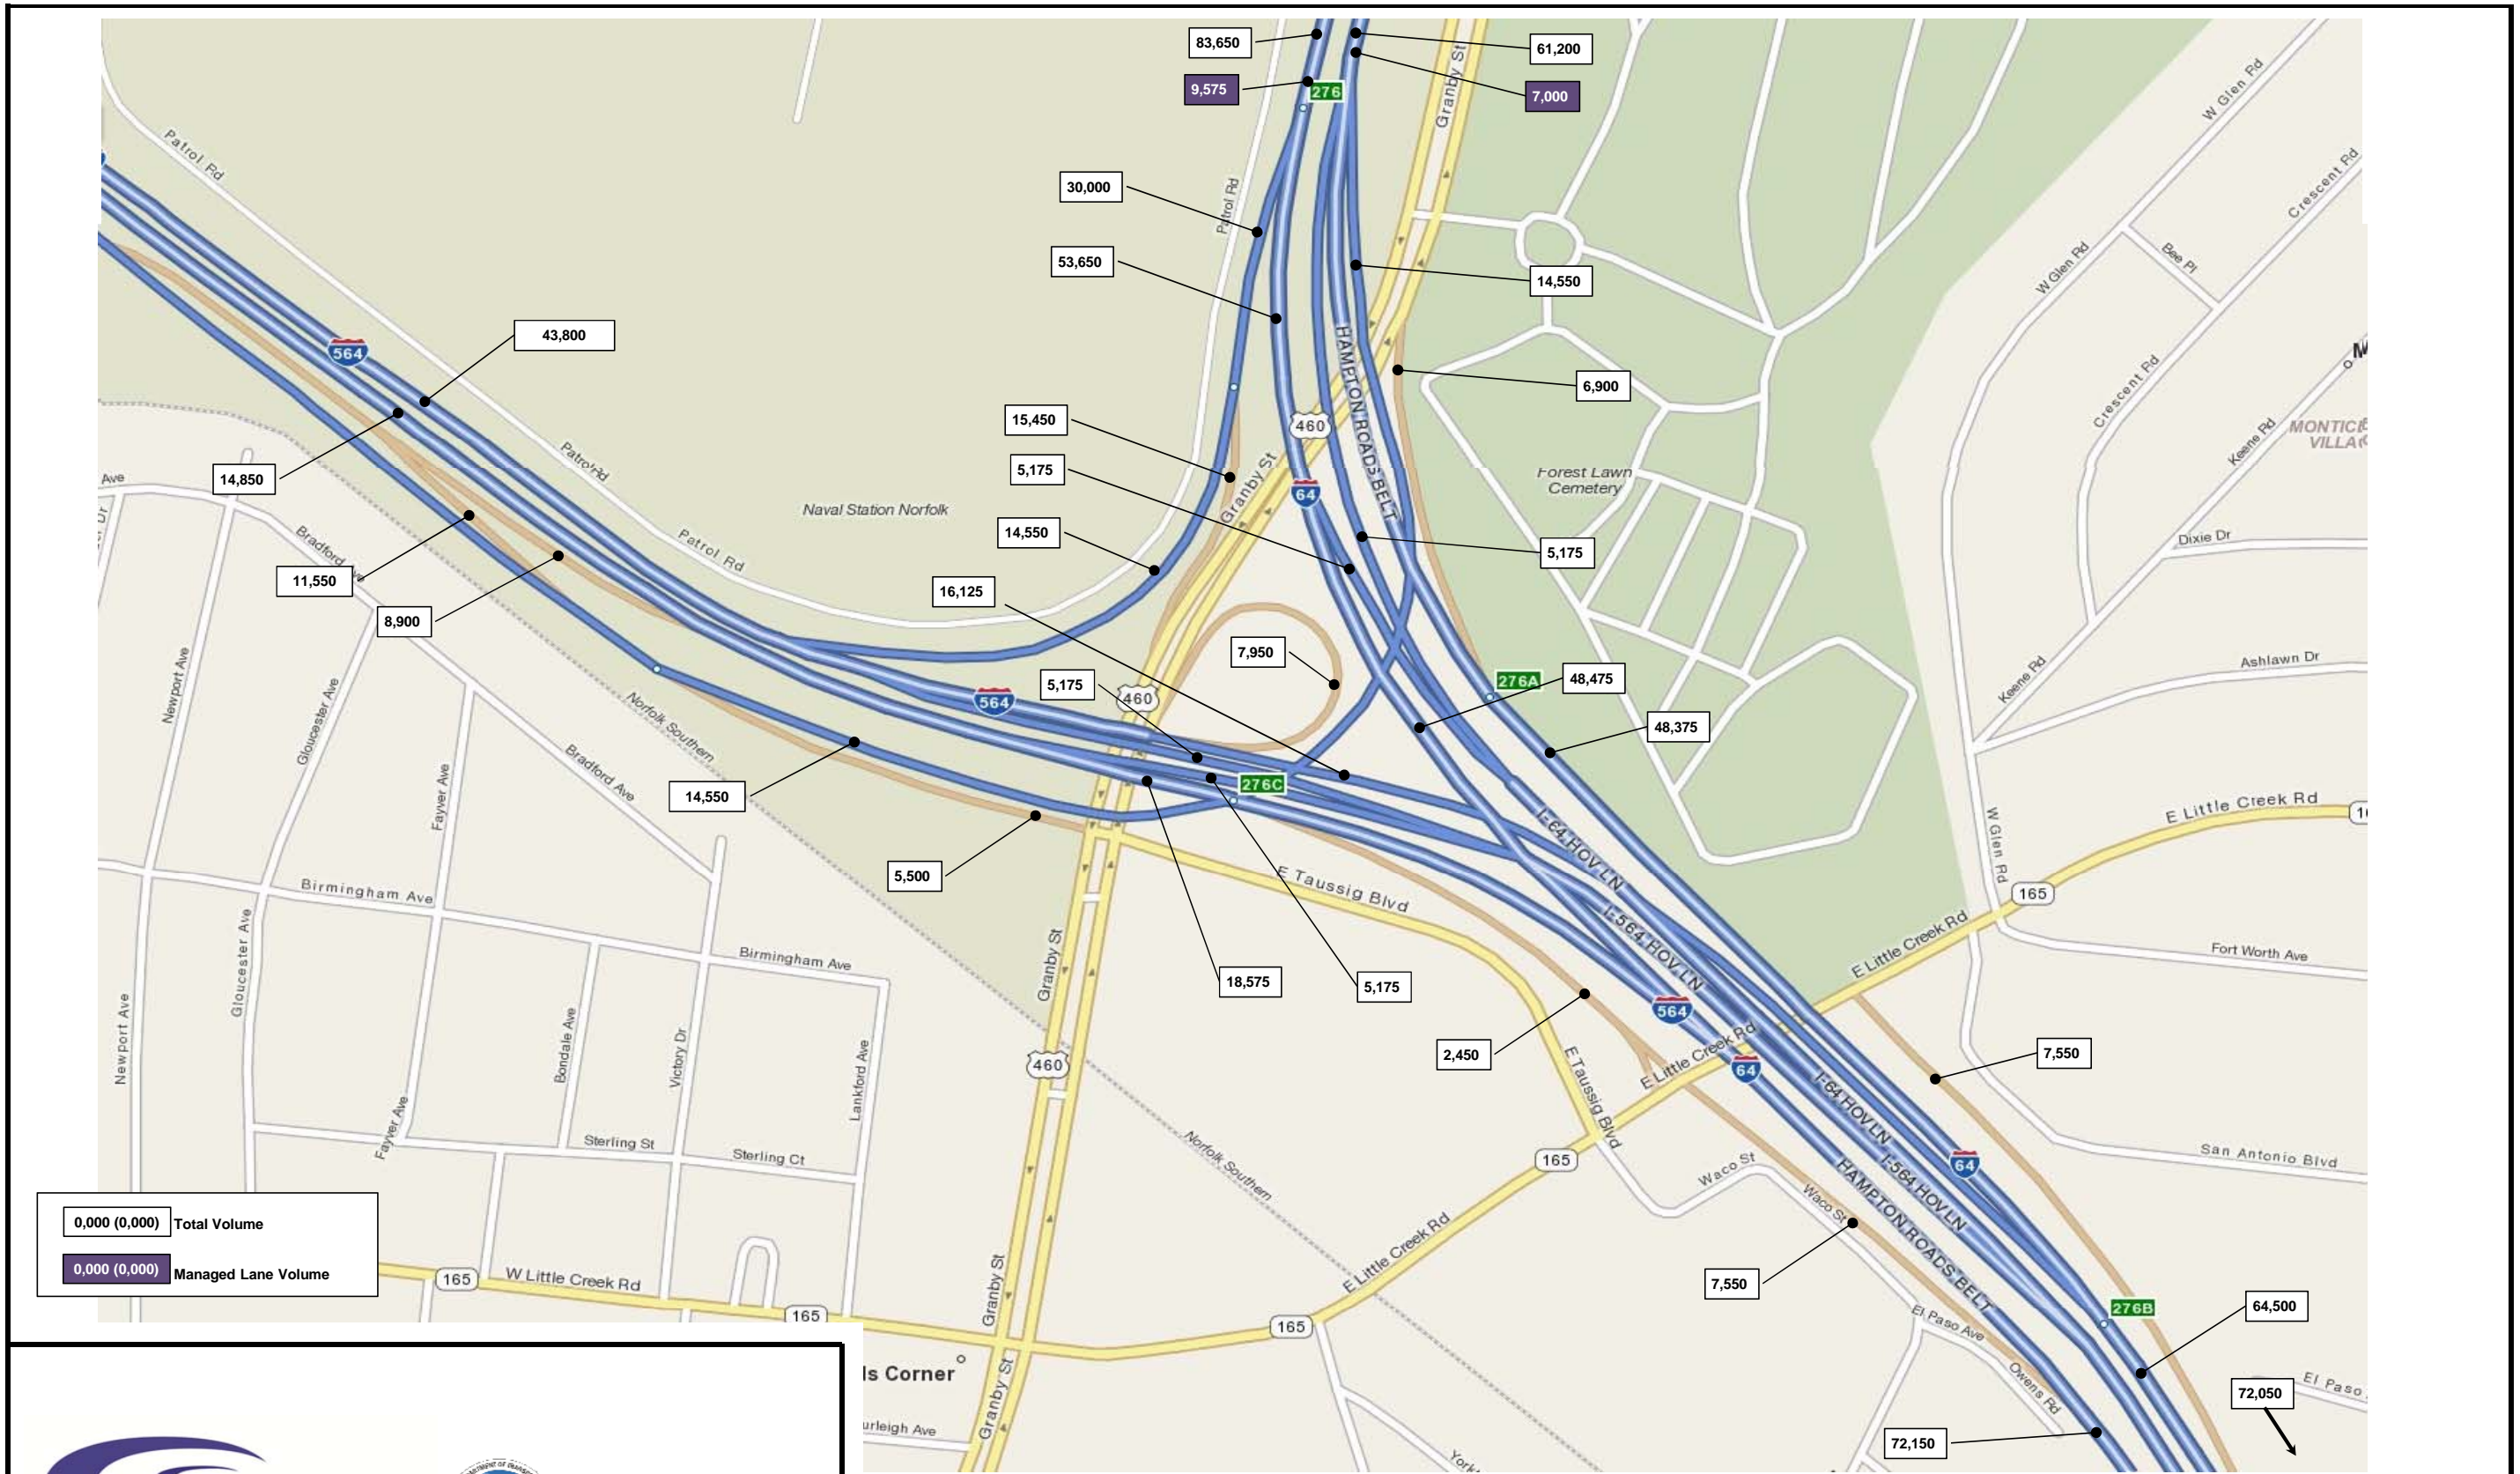 83,650
61,200
9,575
276
7,000
Granby St
W Glen Rd
Patrol Rd
30,000
Patrol Rd
Crescent Rd
53,650
14,550
W Glen Rd
Bee Pl
43,800
564
HAMPTON ROADS BELT
6,900
Crescent Rd
M
15,450
460
MONTICE
VILLA
Keene Rd
14,850
Ave
Patrol Rd
5,175
Granby St
64
Forest Lawn
Cemetery
Naval Station Norfolk
14,550
Patrol Rd
5,175
Dixie Dr
Bradford Ave
11,550
16,125
8,900
7,950
Newport Ave
Gloucester Ave
Norfolk Southern
564
5,175
460
276A
48,475
Keene Rd
Ashlawn Dr
48,375
Fayver Ave
Bradford Ave
14,550
276C
E Little Creek Rd
W Glen Rd
5,500
I-64 HOV LN
Birmingham Ave
E Taussig Blvd
165
Gloucester Ave
Granby St
I-564 HOV LN
E Little Creek Rd
Birmingham Ave
Fort Worth Ave
18,575
5,175
564
Newport Ave
Bondale Ave
Victory Dr
Lankford Ave
460
2,450
E Little Creek Rd
64
7,550
Fayver Ave
E Taussig Blvd
I-64 HOV LN
Sterling St
Sterling Ct
Norfolk Southern
165
Waco St
64
San Antonio Blvd
I-564 HOV LN
Waco St
HAMPTON ROADS BELT
0,000 (0,000) Total Volume
0,000 (0,000) Managed Lane Volume
165
W Little Creek Rd
165
Granby St
E Little Creek Rd
165
7,550
El Paso Ave
276B
64,500
ls Corner
Granby St
Owens Rd
El Paso
72,050
urleigh Ave
72,150
York